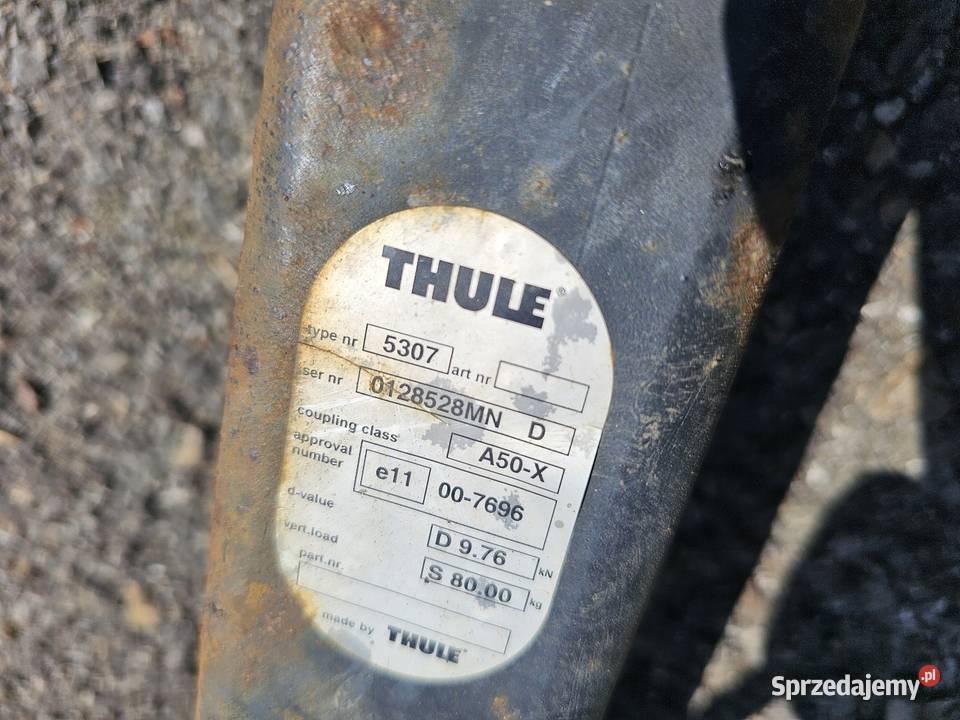 THULE®
type nr 5307 art nr
ser nr 0128528MN D
coupling class A50-X
approval number e11 00-7696
d-value D 9.76 kN
vert.load S 80.00 kg
part.nr
made by THULE
Sprzedajemy.pl